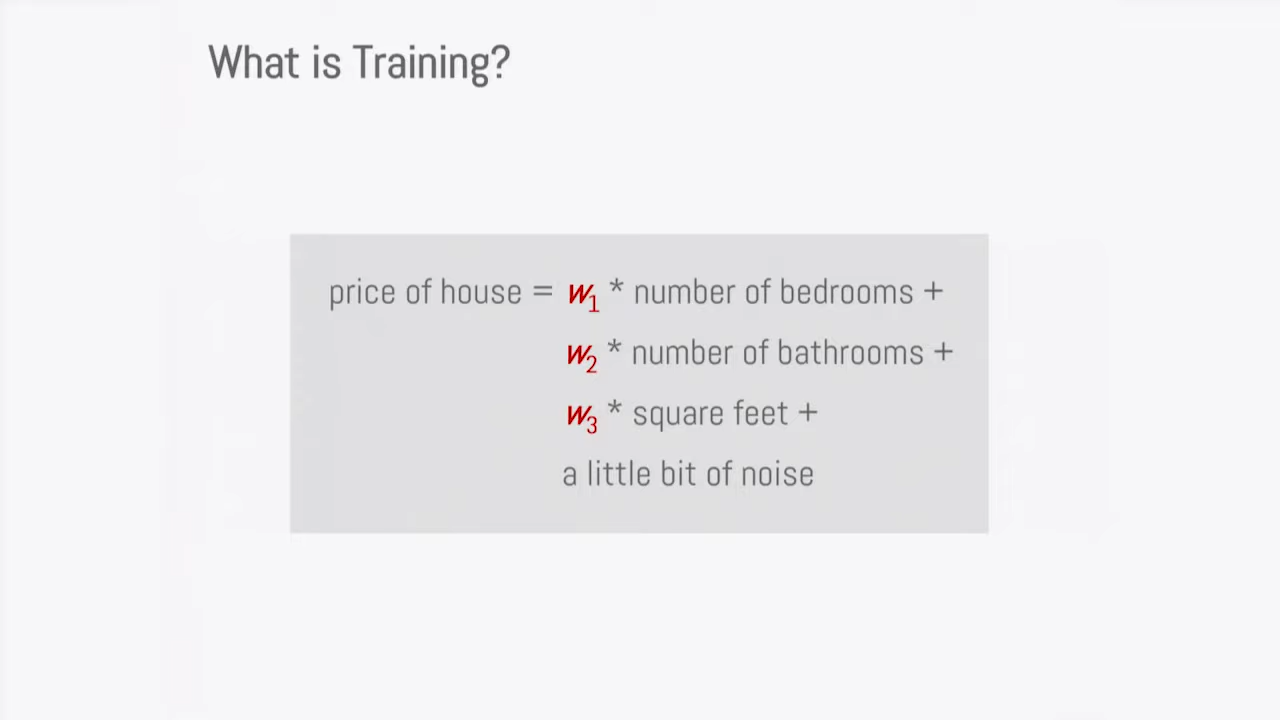 What is Training?
price of house = w₁ * number of bedrooms +
w₂ * number of bathrooms +
w₃ * square feet +
a little bit of noise